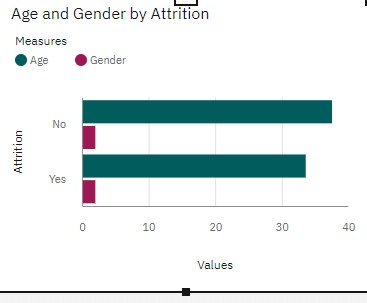 Age and Gender by Attrition
Measures
Age Gender
Attrition
No
Yes
0 10 20 30 40
Values